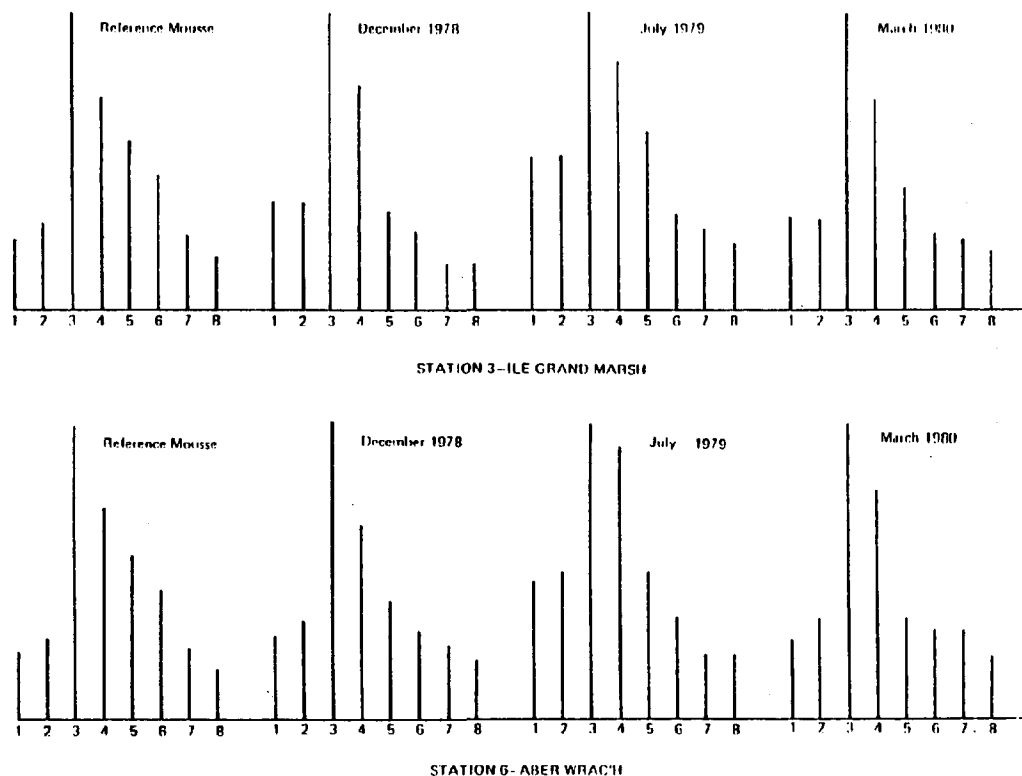 Reference Mousse December 1978 July 1979 March 1980
1 2 3 4 5 6 7 8 1 2 3 4 5 6 7 8 1 2 3 4 5 6 7 8 1 2 3 4 5 6 7 8
STATION 3-ILE GRAND MARSH
Reference Mousse December 1978 July 1979 March 1980
1 2 3 4 5 6 7 8 1 2 3 4 5 6 7 8 1 2 3 4 5 6 7 8 1 2 3 4 5 6 7 8
STATION 6- ABER WRAC'H